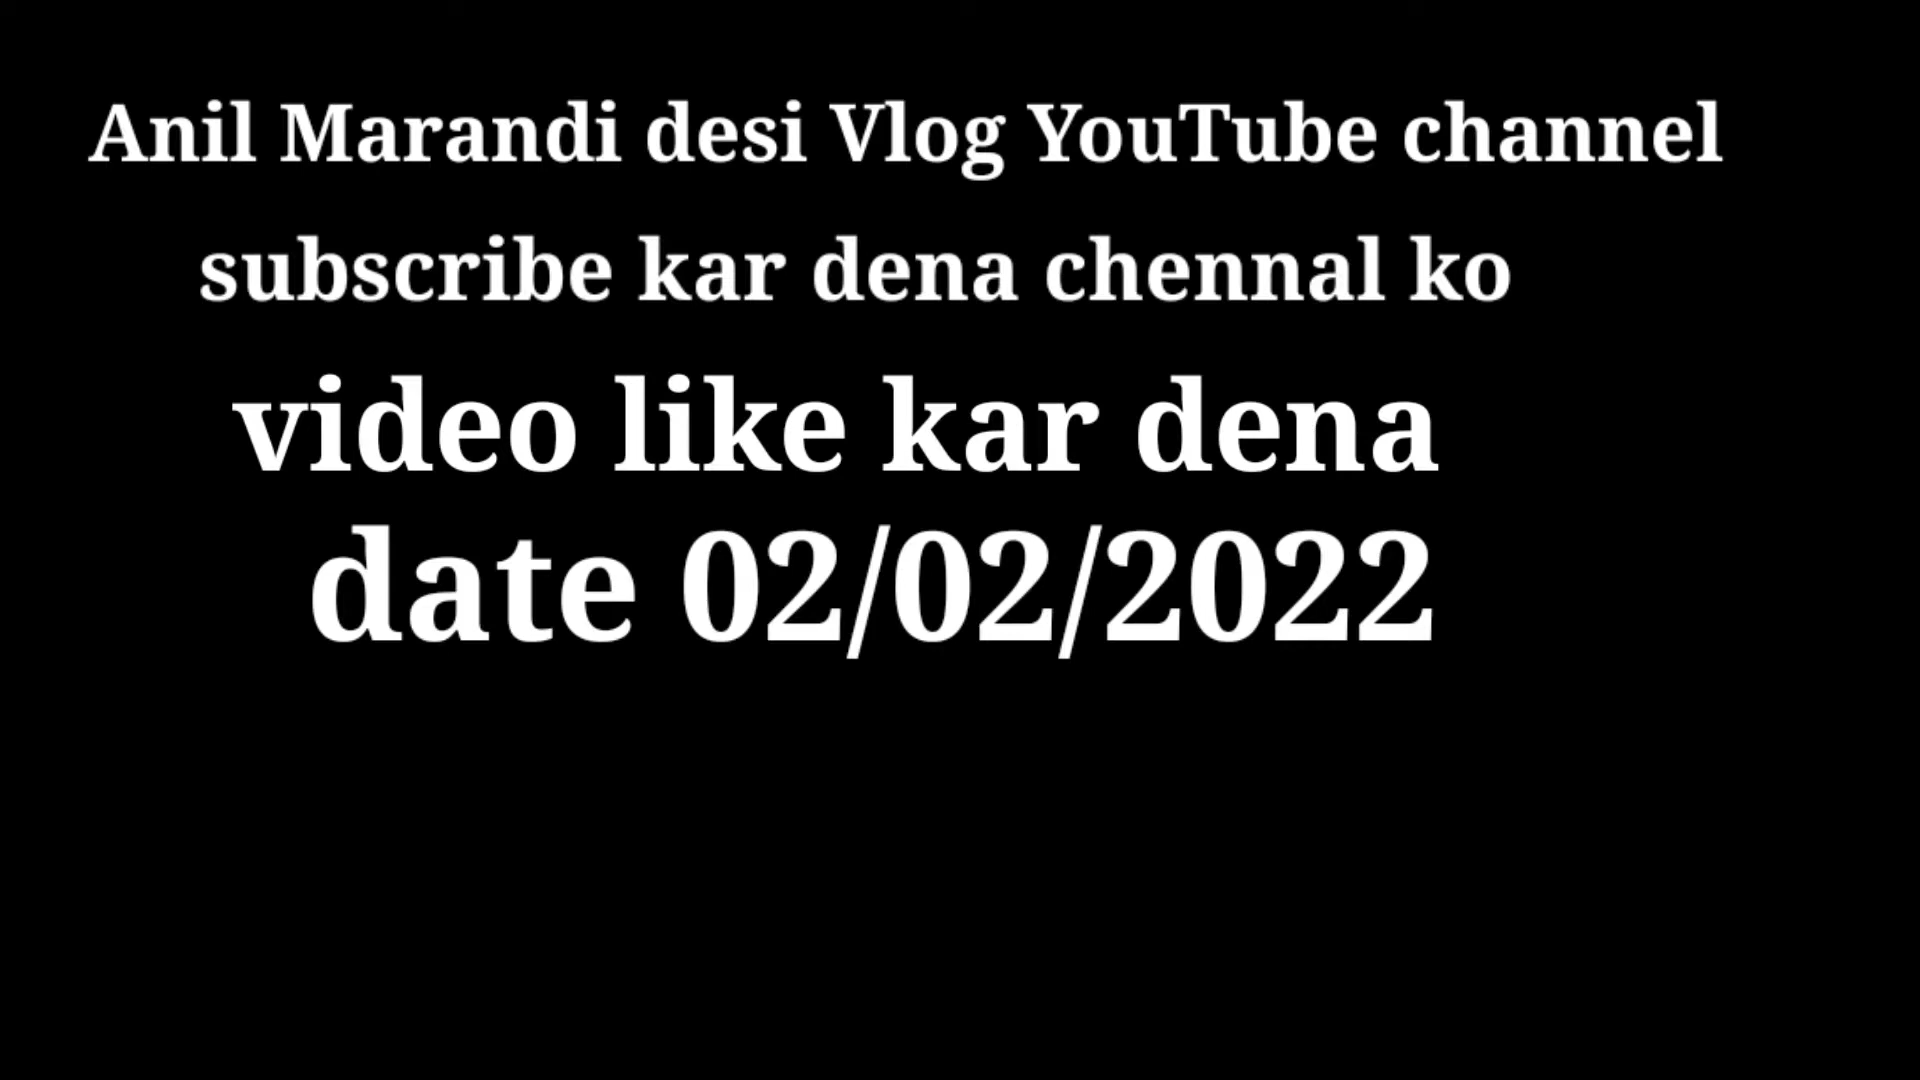 Anil Marandi desi Vlog YouTube channel
subscribe kar dena chennal ko
video like kar dena
date 02/02/2022